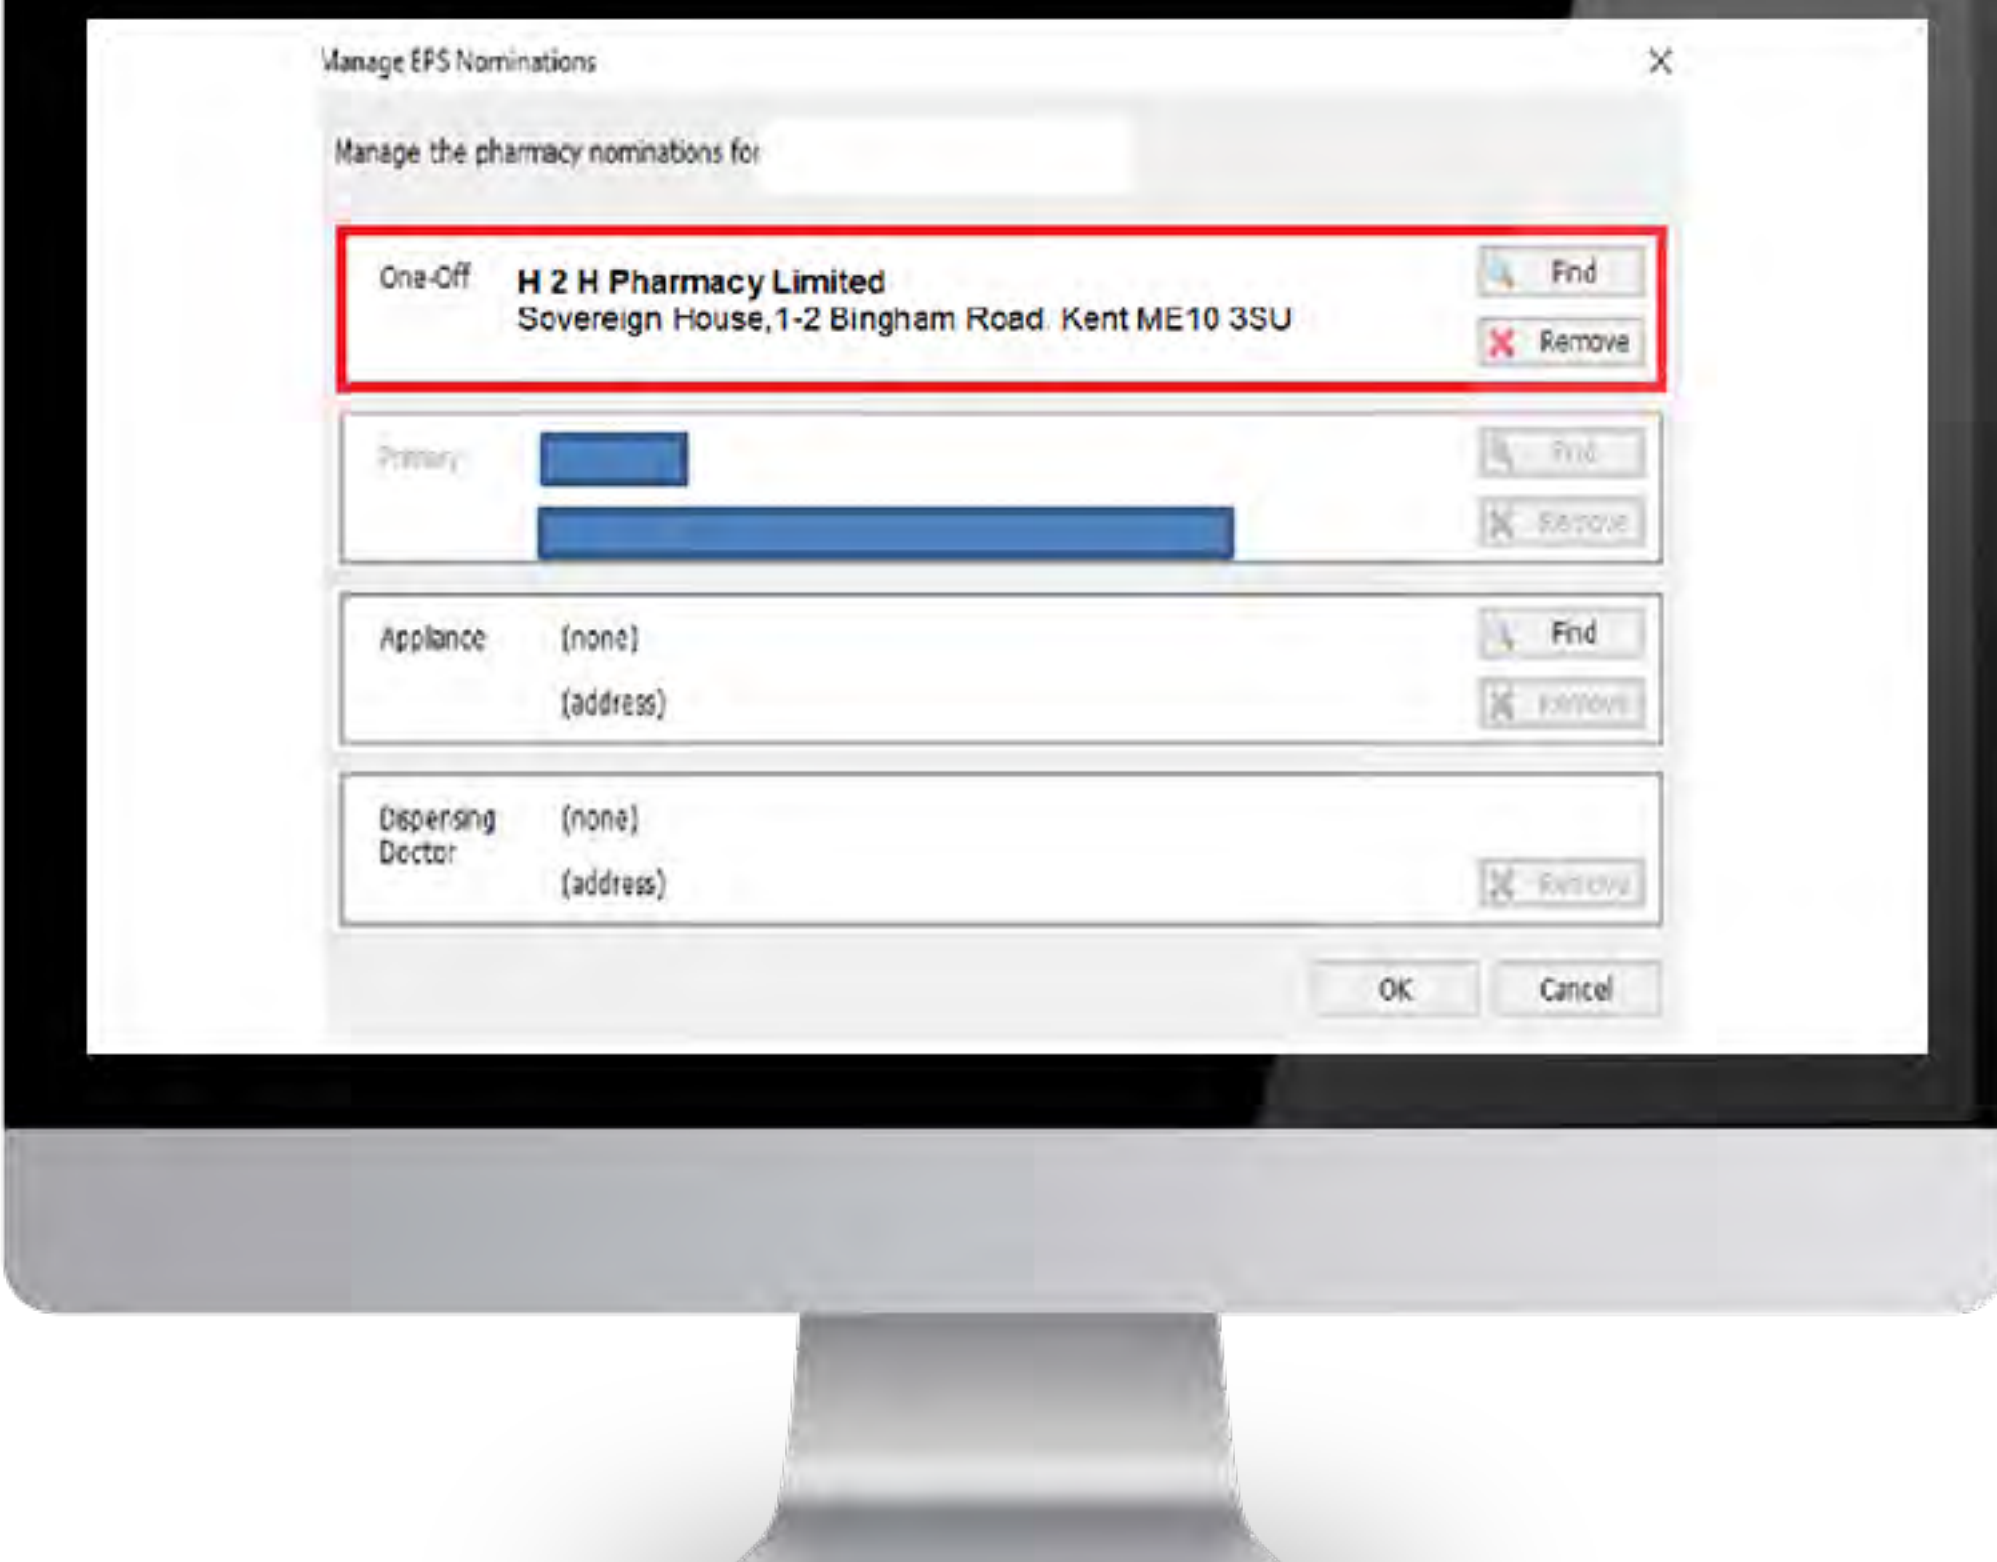 Manage EPS Nominations
Manage the pharmacy nominations for
One-Off
H 2 H Pharmacy Limited
Sovereign House,1-2 Bingham Road. Kent ME10 3SU
Find
Remove
Primary
Find
Remove
Appliance
(none)
(address)
Find
Remove
Dispensing
Doctor
(none)
(address)
Remove
OK
Cancel